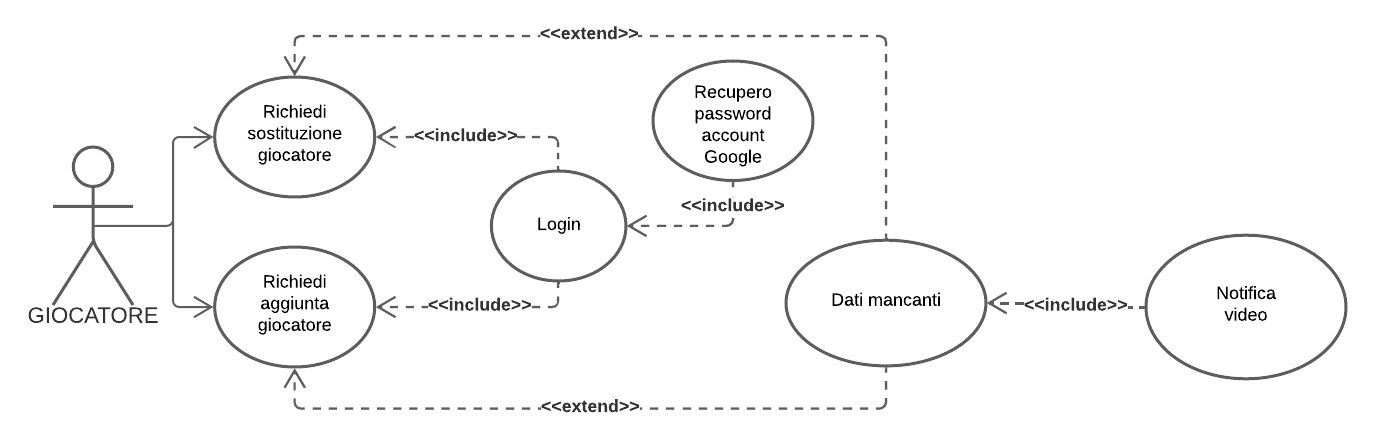 <<extend>>
Richiedi
sostituzione
giocatore
<<include>>
Recupero
password
account
Google
<<include>>
Login
GIOCATORE
Richiedi
aggiunta
giocatore
<<include>>
Dati mancanti
<<include>>
Notifica
video
<<extend>>